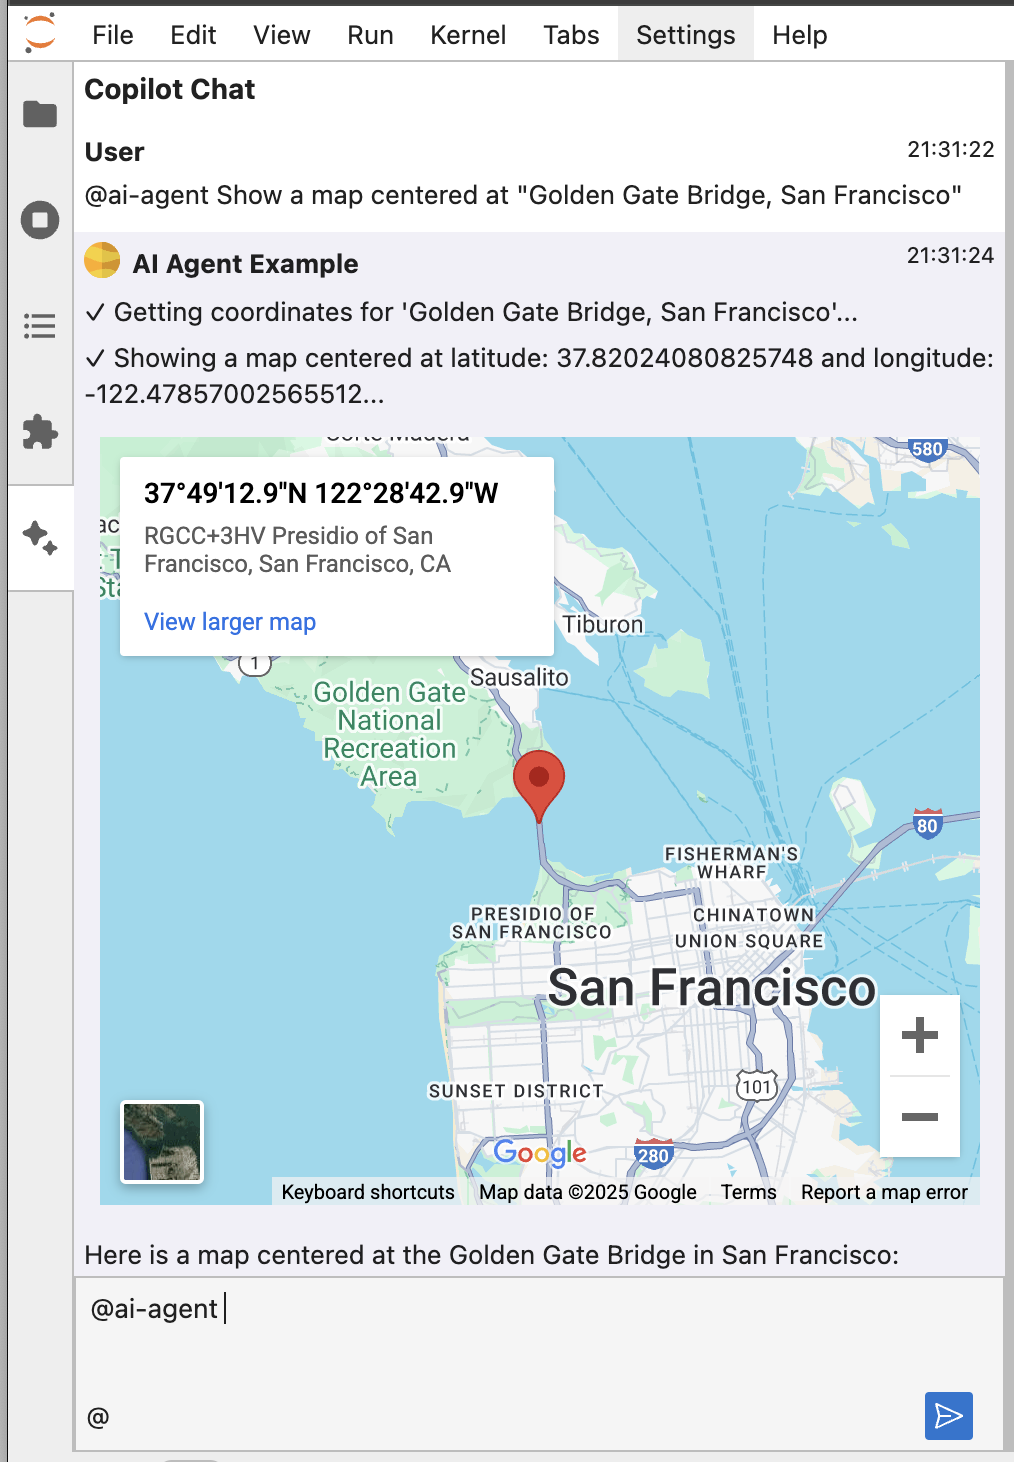 File Edit View Run Kernel Tabs Settings Help
Copilot Chat
User 21:31:22
@ai-agent Show a map centered at "Golden Gate Bridge, San Francisco"
AI Agent Example 21:31:24
✓ Getting coordinates for 'Golden Gate Bridge, San Francisco'...
✓ Showing a map centered at latitude: 37.82024080825748 and longitude:
-122.47857002565512...
Corte Madera
580
37°49'12.9"N 122°28'42.9"W
RGCC+3HV Presidio of San
Francisco, San Francisco, CA
View larger map
Tiburon
1
Sausalito
Golden Gate
National
Recreation
Area
80
FISHERMAN'S
WHARF
PRESIDIO OF
SAN FRANCISCO
CHINATOWN
UNION SQUARE
San Francisco
SUNSET DISTRICT
101
Google
280
Keyboard shortcuts Map data ©2025 Google Terms Report a map error
Here is a map centered at the Golden Gate Bridge in San Francisco:
@ai-agent
@